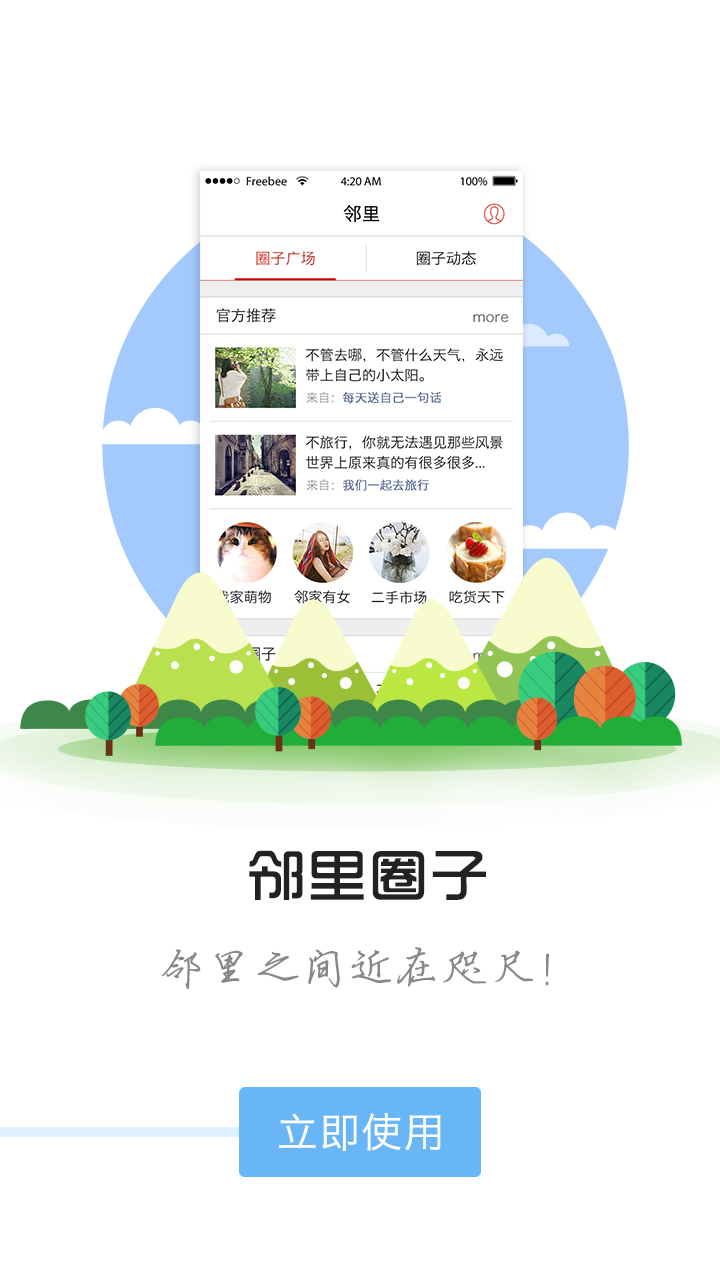 Freebee 4:20 AM 100%
邻里
圈子广场 圈子动态
官方推荐 more
不管去哪，不管什么天气，永远
带上自己的小太阳。
来自：每天送自己一句话
不旅行，你就无法遇见那些风景
世界上原来真的有很多很多...
来自：我们一起去旅行
家萌物 邻家有女 二手市场 吃货天下
圈子
邻里圈子
邻里之间近在咫尺！
立即使用